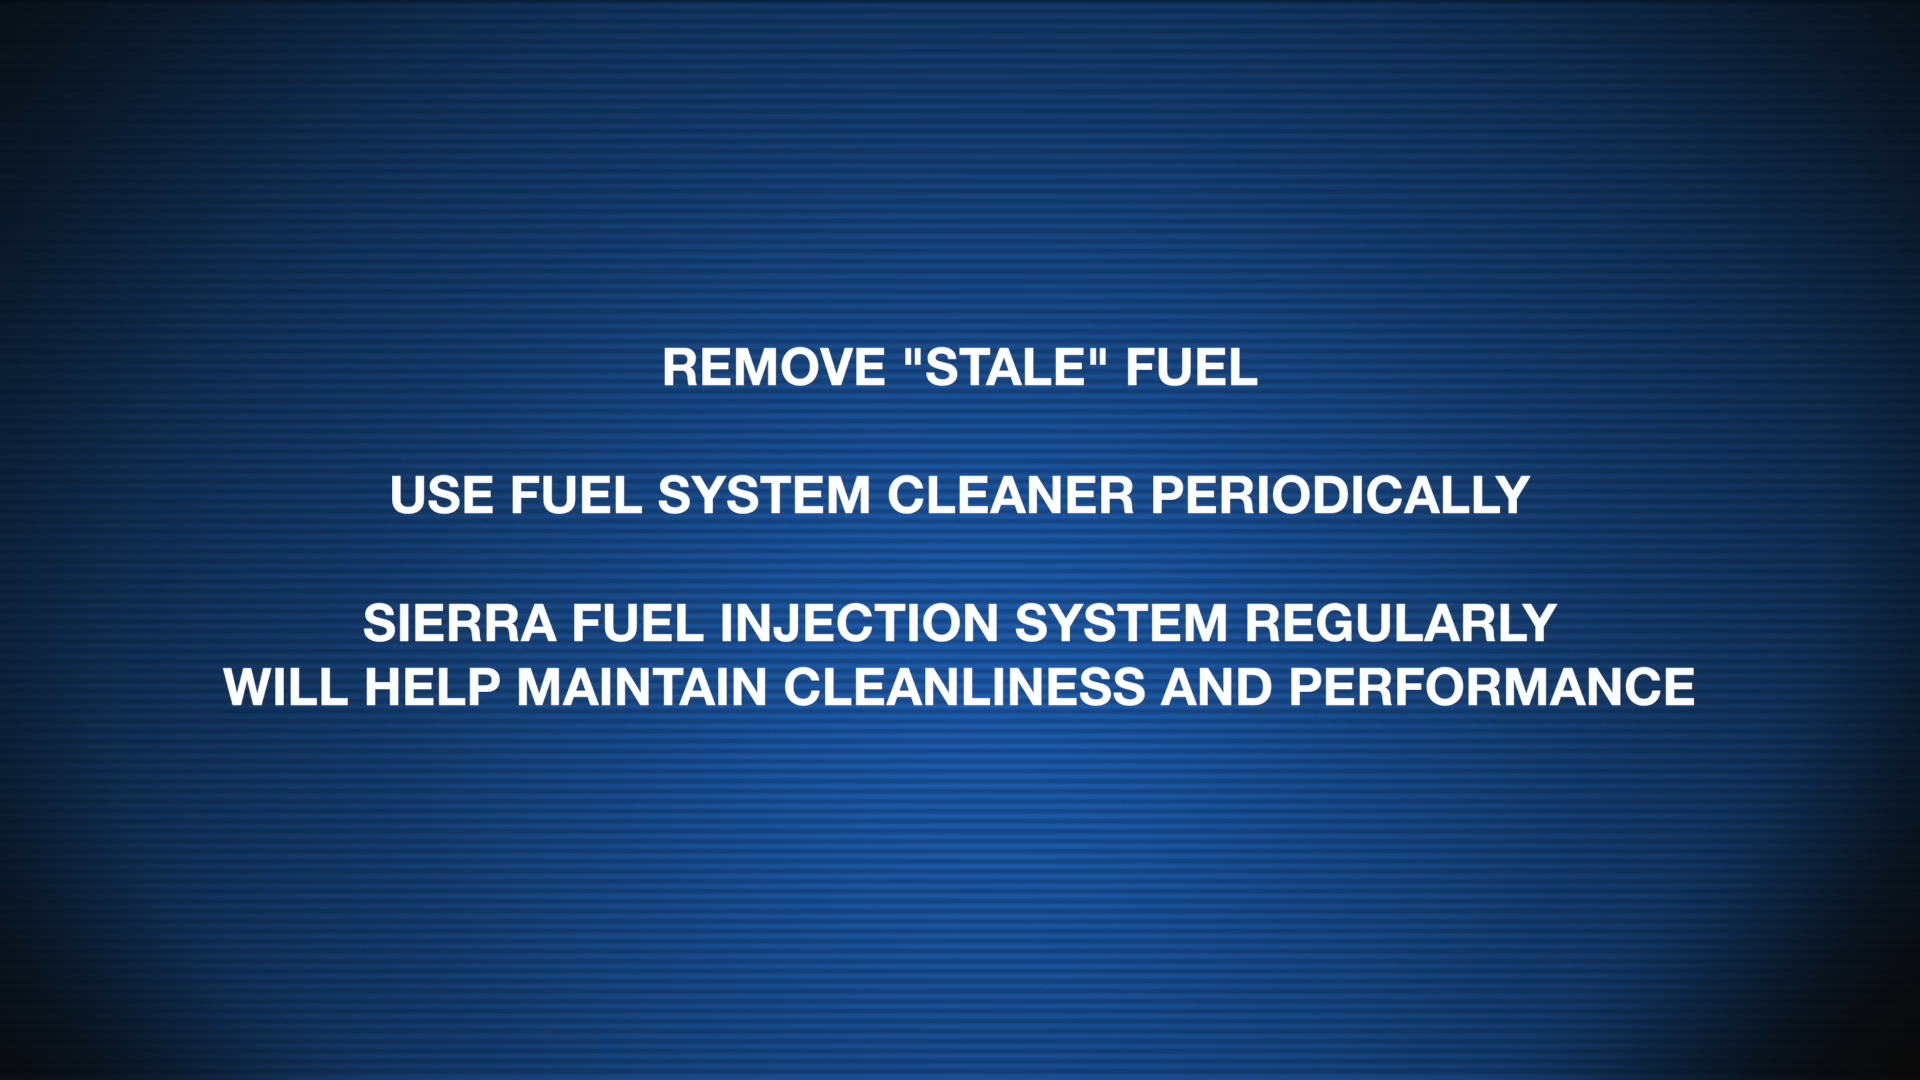 REMOVE "STALE" FUEL
USE FUEL SYSTEM CLEANER PERIODICALLY
SIERRA FUEL INJECTION SYSTEM REGULARLY
WILL HELP MAINTAIN CLEANLINESS AND PERFORMANCE